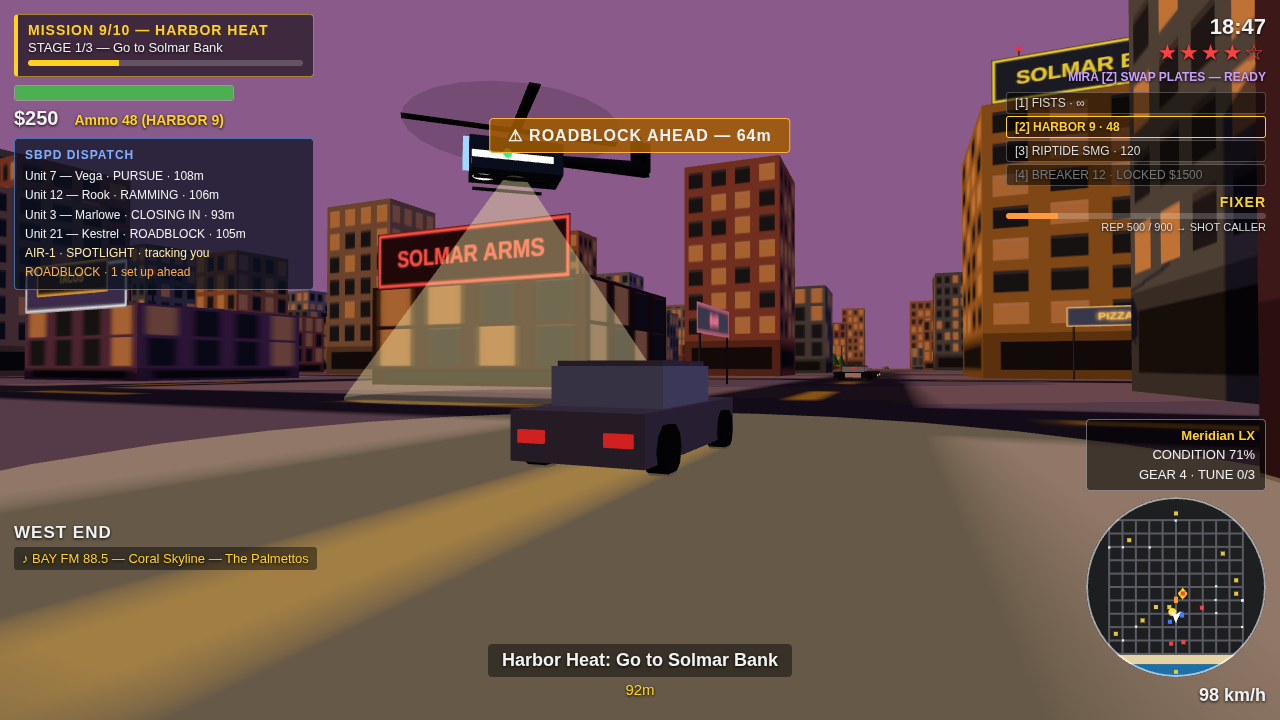 MISSION 9/10 — HARBOR HEAT
STAGE 1/3 — Go to Solmar Bank
$250 Ammo 48 (HARBOR 9)
SBPD DISPATCH
Unit 7 — Vega · PURSUE · 108m
Unit 12 — Rook · RAMMING · 106m
Unit 3 — Marlowe · CLOSING IN · 93m
Unit 21 — Kestrel · ROADBLOCK · 105m
AIR-1 · SPOTLIGHT · tracking you
ROADBLOCK · 1 set up ahead
TACOS
⚠ ROADBLOCK AHEAD — 64m
SOLMAR ARMS
18:47
★★★★☆
SOLMAR
MIRA [Z] SWAP PLATES — READY
[1] FISTS · ∞
[2] HARBOR 9 · 48
[3] RIPTIDE SMG · 120
[4] BREAKER 12 · LOCKED $1500
FIXER
REP 500 / 900 → SHOT CALLER
PIZZA
Meridian LX
CONDITION 71%
GEAR 4 · TUNE 0/3
WEST END
♪ BAY FM 88.5 — Coral Skyline — The Palmettos
Harbor Heat: Go to Solmar Bank
92m
98 km/h